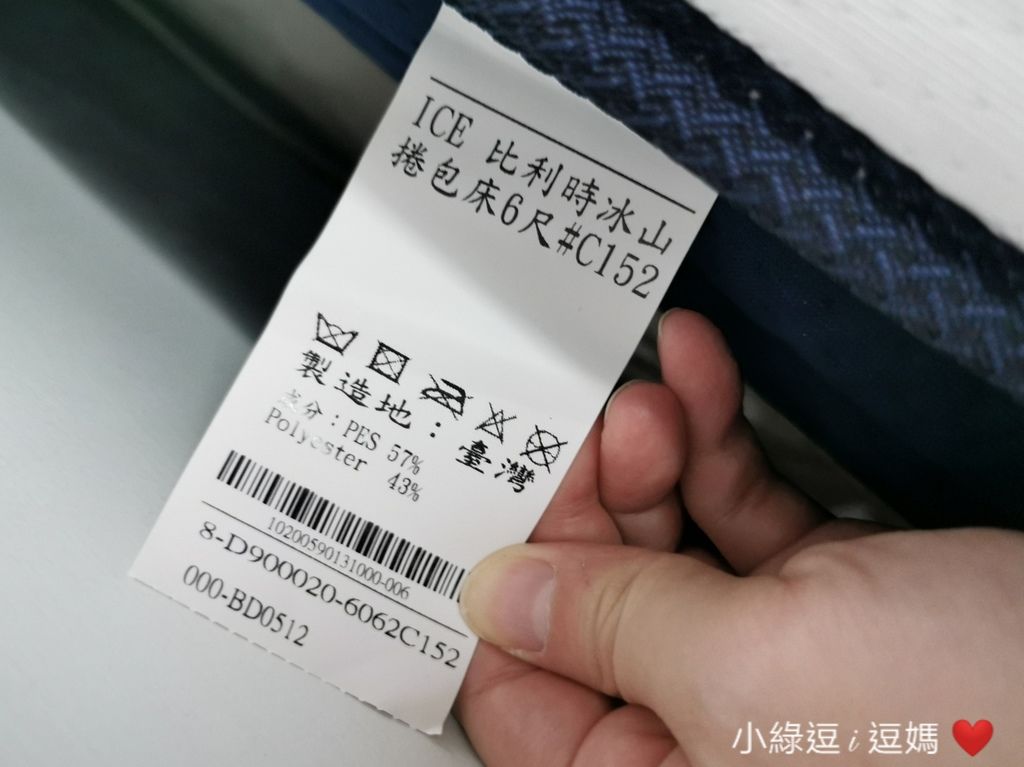 ICE 比利時冰山
捲包床6尺#C152
製造地：臺灣
成分：PES 57%
Polyester 43%
10200590131000-006
8-D900020-6062C152
000-BD0512
小綠逗 i 逗媽 ❤️